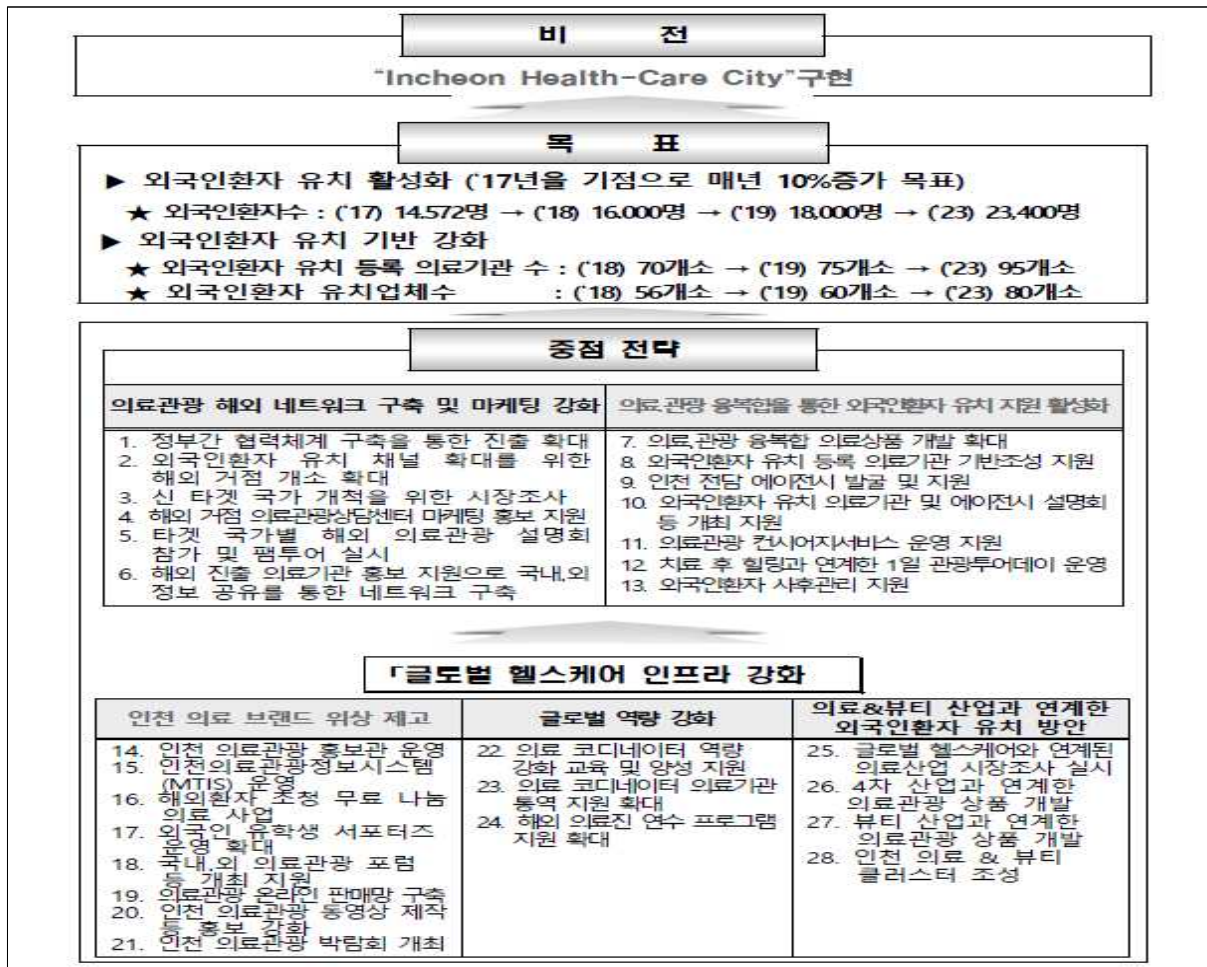 비 전
"Incheon Health-Care City"구현
목 표
▶ 외국인환자 유치 활성화 ('17년을 기점으로 매년 10%증가 목표)
★ 외국인환자수 : ('17) 14.572명 → ('18) 16.000명 → ('19) 18,000명 → ('23) 23,400명
▶ 외국인환자 유치 기반 강화
★ 외국인환자 유치 등록 의료기관 수 : ('18) 70개소 → ('19) 75개소 → ('23) 95개소
★ 외국인환자 유치업체수 : ('18) 56개소 → ('19) 60개소 → ('23) 80개소
중점 전략
의료관광 해외 네트워크 구축 및 마케팅 강화
1. 정부간 협력체계 구축을 통한 진출 확대
2. 외국인환자 유치 채널 확대를 위한
해외 거점 개소 확대
3. 신 타겟 국가 개척을 위한 시장조사
4. 해외 거점 의료관광상담센터 마케팅 홍보 지원
5. 타겟 국가별 해외 의료관광 설명회
참가 및 팸투어 실시
6. 해외 진출 의료기관 홍보 지원으로 국내,외
정보 공유를 통한 네트워크 구축
의료,관광 융복합을 통한 외국인환자 유치 지원 활성화
7. 의료,관광 융복합 의료상품 개발 확대
8. 외국인환자 유치 등록 의료기관 기반조성 지원
9. 인천 전담 에이전시 발굴 및 지원
10. 외국인환자 유치 의료기관 및 에이전시 설명회
등 개최 지원
11. 의료관광 컨시어지서비스 운영 지원
12. 치료 후 힐링과 연계한 1일 관광투어데이 운영
13. 외국인환자 사후관리 지원
「글로벌 헬스케어 인프라 강화
인천 의료 브랜드 위상 제고
14. 인천 의료관광 홍보관 운영
15. 인천의료관광정보시스템
(MTIS) 운영
16. 해외환자 초청 무료 나눔
의료 사업
17. 외국인 유학생 서포터즈
운영 확대
18. 국내,외 의료관광 포럼
등 개최 지원
19. 의료관광 온라인 판매망 구축
20. 인천 의료관광 동영상 제작
등 홍보 강화
21. 인천 의료관광 박람회 개최
글로벌 역량 강화
22. 의료 코디네이터 역량
강화 교육 및 양성 지원
23. 의료 코디네이터 의료기관
통역 지원 확대
24. 해외 의료진 연수 프로그램
지원 확대
의료&뷰티 산업과 연계한
외국인환자 유치 방안
25. 글로벌 헬스케어와 연계된
의료산업 시장조사 실시
26. 4차 산업과 연계한
의료관광 상품 개발
27. 뷰티 산업과 연계한
의료관광 상품 개발
28. 인천 의료 & 뷰티
클러스터 조성